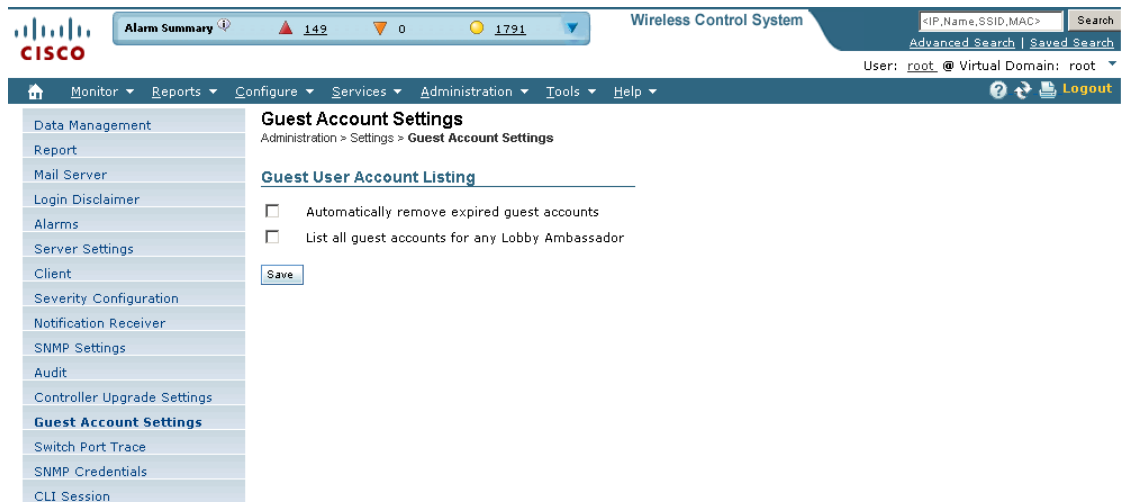 Alarm Summary 149 0 1791
Wireless Control System
<IP,Name,SSID,MAC> Search
Advanced Search | Saved Search
CISCO
User: root @ Virtual Domain: root
Monitor Reports Configure Services Administration Tools Help
Logout
Data Management
Report
Mail Server
Login Disclaimer
Alarms
Server Settings
Client
Severity Configuration
Notification Receiver
SNMP Settings
Audit
Controller Upgrade Settings
Guest Account Settings
Switch Port Trace
SNMP Credentials
CLI Session
Guest Account Settings
Administration > Settings > Guest Account Settings
Guest User Account Listing
Automatically remove expired guest accounts
List all guest accounts for any Lobby Ambassador
Save